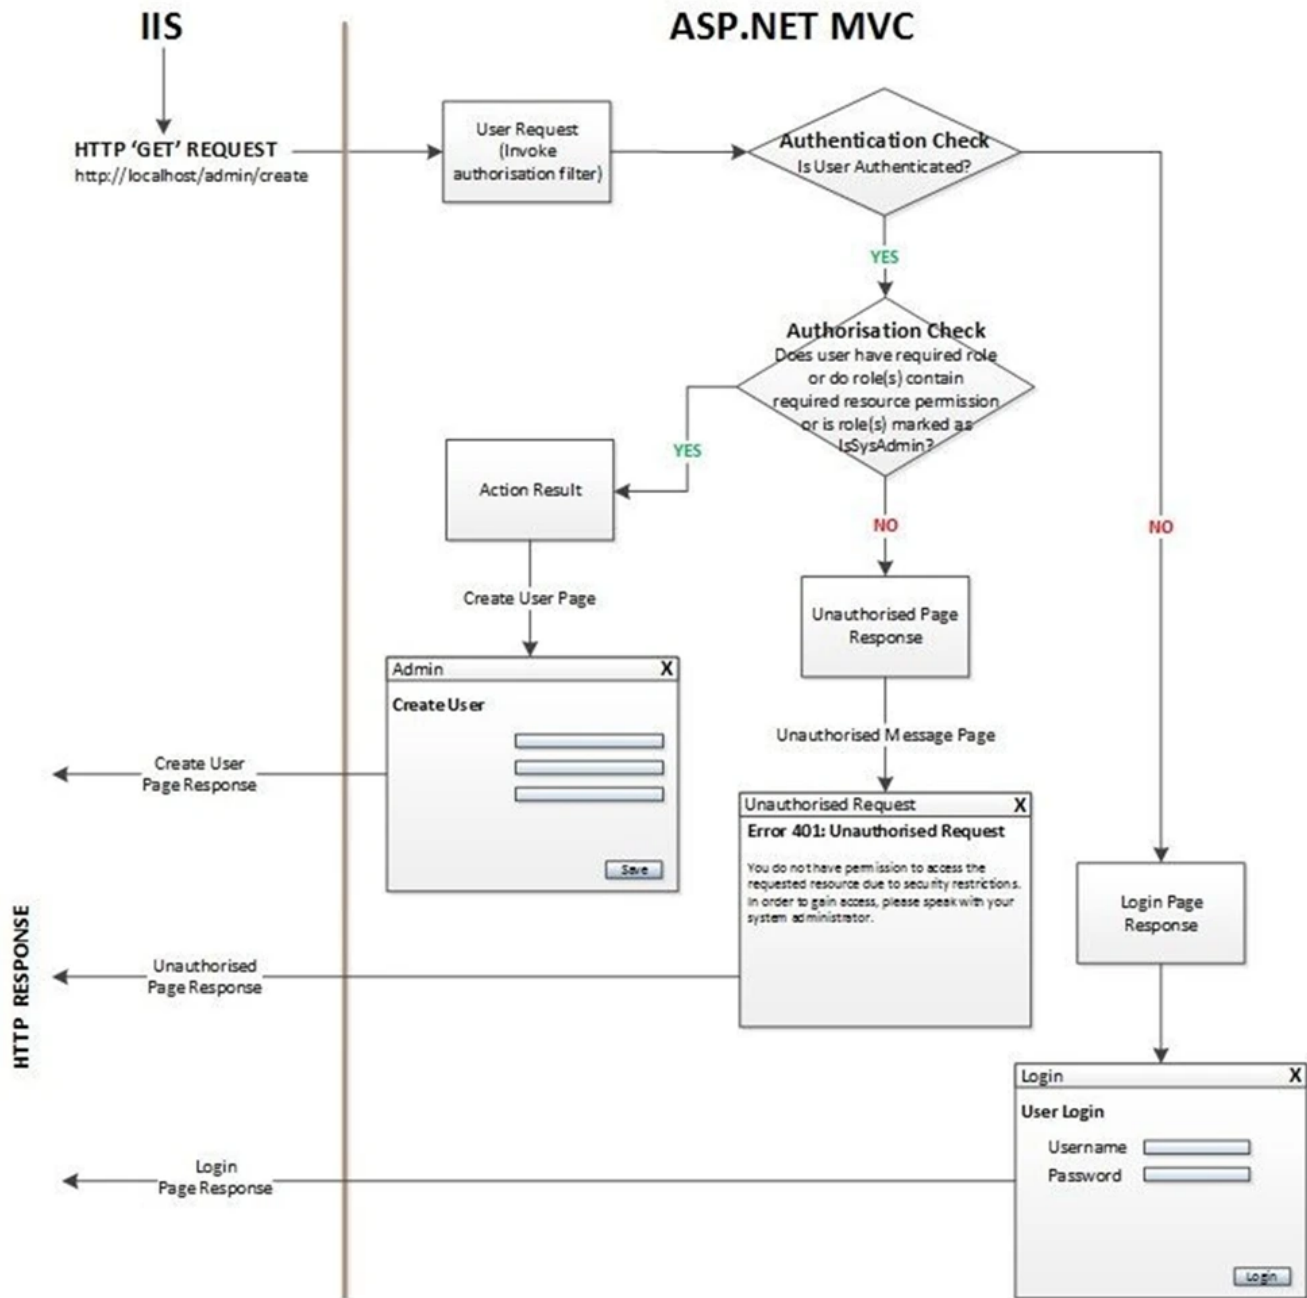 IIS
ASP.NET MVC
HTTP ‘GET’ REQUEST
http://localhost/admin/create
User Request
(Invoke
authorisation filter)
Authentication Check
Is User Authenticated?
YES
Authorisation Check
Does user have required role
or do role(s) contain
required resource permission
or is role(s) marked as
IsSysAdmin?
YES
Action Result
NO
NO
Create User Page
Unauthorised Page
Response
Admin X
Create User
Save
Unauthorised Message Page
Create User
Page Response
Unauthorised Request X
Error 401: Unauthorised Request
You do not have permission to access the
requested resource due to security restrictions.
In order to gain access, please speak with your
system administrator.
Login Page
Response
HTTP RESPONSE
Unauthorised
Page Response
Login X
User Login
Username
Password
Login
Login
Page Response